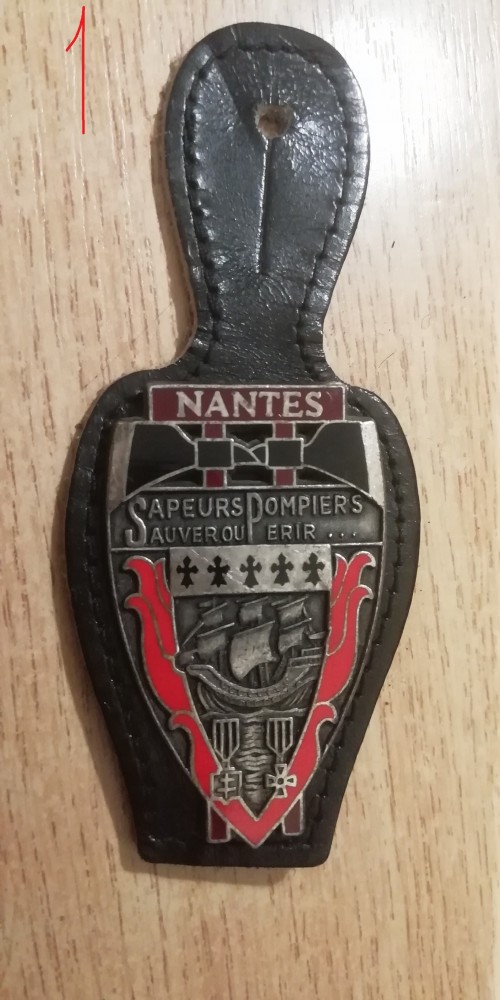 1
NANTES
SAPEURS POMPIERS
SAUVER OU PERIR ...